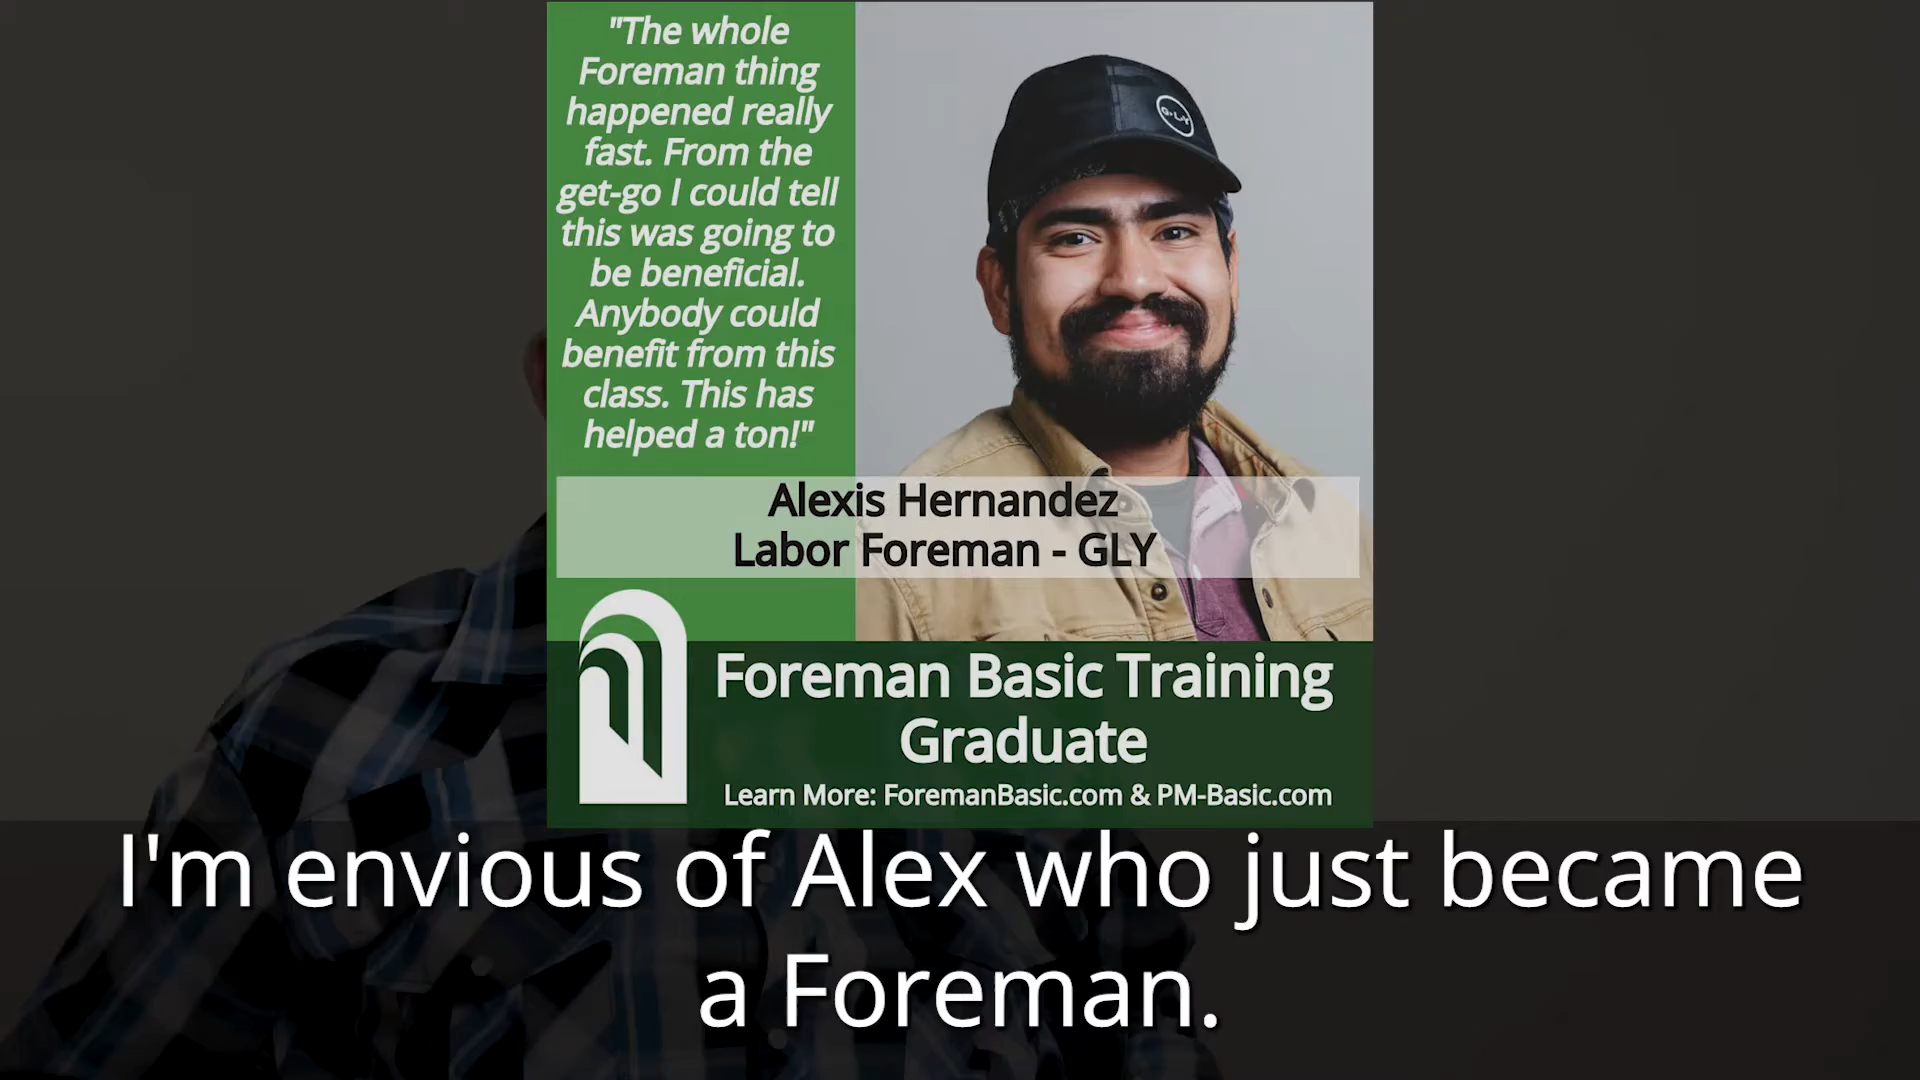 "The whole
Foreman thing
happened really
fast. From the
get-go I could tell
this was going to
be beneficial.
Anybody could
benefit from this
class. This has
helped a ton!"
G·L·Y
Alexis Hernandez
Labor Foreman - GLY
Foreman Basic Training
Graduate
Learn More: ForemanBasic.com & PM-Basic.com
I'm envious of Alex who just became
a Foreman.